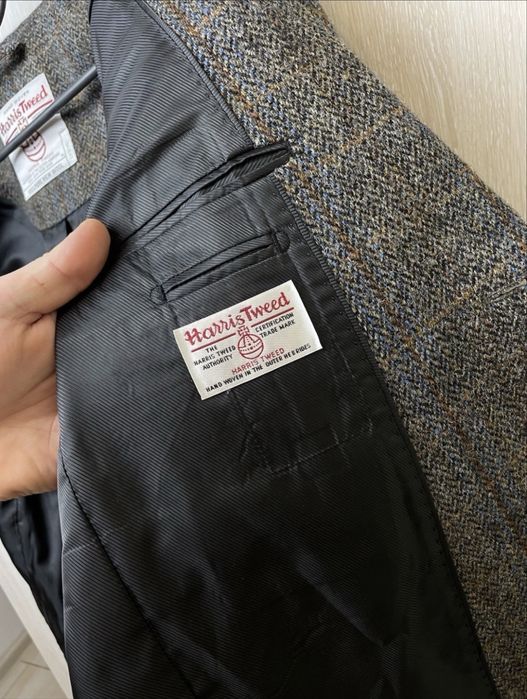 Harris Tweed
Harris Tweed
THE
HARRIS TWEED
AUTHORITY
CERTIFICATION
TRADE MARK
HARRIS TWEED
HAND WOVEN IN THE OUTER HEBRIDES